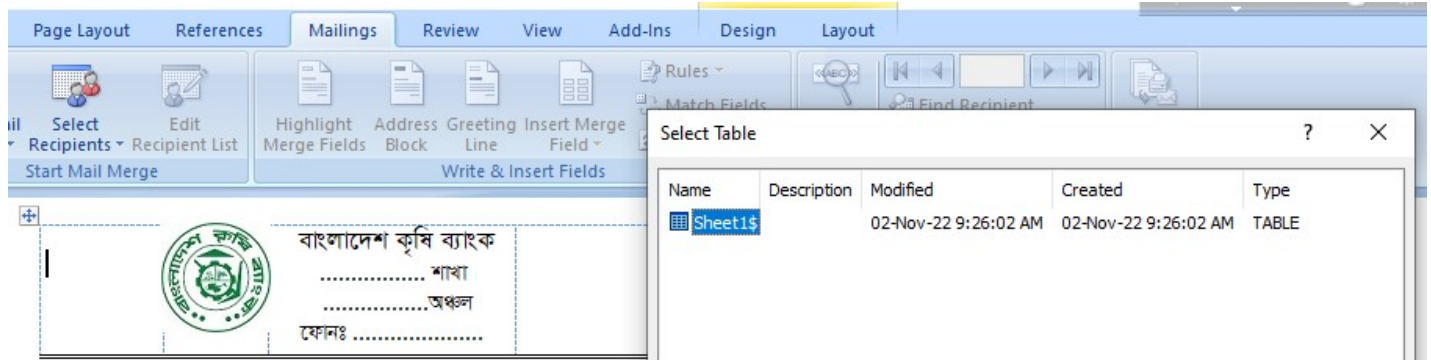 Page Layout References Mailings Review View Add-Ins Design Layout
Select Recipients
Edit Recipient List
Highlight Merge Fields
Address Block
Greeting Line
Insert Merge Field
Rules
Match Fields
Find Recipient
Start Mail Merge
Write & Insert Fields
Select Table
?
Name Description Modified Created Type
Sheet1$ 02-Nov-22 9:26:02 AM 02-Nov-22 9:26:02 AM TABLE
বাংলাদেশ কৃষি ব্যাংক
বাংলাদেশ কৃষি ব্যাংক
................. শাখা
.................অঞ্চল
ফোনঃ .....................